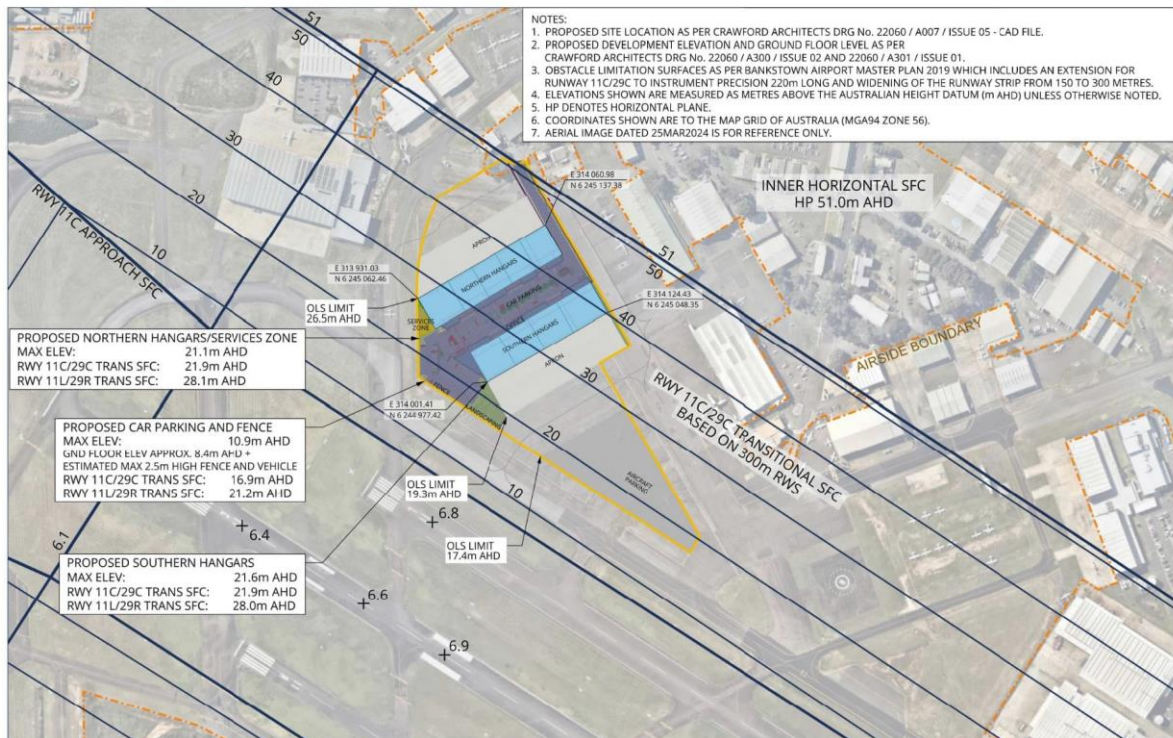 NOTES:
1. PROPOSED SITE LOCATION AS PER CRAWFORD ARCHITECTS DRG No. 22060 / A007 / ISSUE 05 - CAD FILE.
2. PROPOSED DEVELOPMENT ELEVATION AND GROUND FLOOR LEVEL AS PER
CRAWFORD ARCHITECTS DRG No. 22060 / A300 / ISSUE 02 AND 22060 / A301 / ISSUE 01.
3. OBSTACLE LIMITATION SURFACES AS PER BANKSTOWN AIRPORT MASTER PLAN 2019 WHICH INCLUDES AN EXTENSION FOR
RUNWAY 11C/29C TO INSTRUMENT PRECISION 220m LONG AND WIDENING OF THE RUNWAY STRIP FROM 150 TO 300 METRES.
4. ELEVATIONS SHOWN ARE MEASURED AS METRES ABOVE THE AUSTRALIAN HEIGHT DATUM (m AHD) UNLESS OTHERWISE NOTED.
5. HP DENOTES HORIZONTAL PLANE.
6. COORDINATES SHOWN ARE TO THE MAP GRID OF AUSTRALIA (MGA94 ZONE 56).
7. AERIAL IMAGE DATED 25MAR2024 IS FOR REFERENCE ONLY.
51
50
40
30
20
10
RWY 11C APPROACH SFC
INNER HORIZONTAL SFC
HP 51.0m AHD
E 314 060.98
N 6 245 137.38
APRON
NORTHERN HANGARS
E 313 931.03
N 6 245 062.46
51
50
OLS LIMIT
26.5m AHD
SERVICES
ZONE
CAR PARKING
FENCE
SOUTHERN HANGARS
E 314 124.43
N 6 245 048.35
40
APRON
AIRSIDE BOUNDARY
PROPOSED NORTHERN HANGARS/SERVICES ZONE
MAX ELEV: 21.1m AHD
RWY 11C/29C TRANS SFC: 21.9m AHD
RWY 11L/29R TRANS SFC: 28.1m AHD
30
FENCE
LANDSCAPING
E 314 001.41
N 6 244 977.42
RWY 11C/29C TRANSITIONAL SFC
BASED ON 300m RWS
PROPOSED CAR PARKING AND FENCE
MAX ELEV: 10.9m AHD
GND FLOOR ELEV APPROX. 8.4m AHD +
ESTIMATED MAX 2.5m HIGH FENCE AND VEHICLE
RWY 11C/29C TRANS SFC: 16.9m AHD
RWY 11L/29R TRANS SFC: 21.2m AHD
20
AIRCRAFT
PARKING
OLS LIMIT
19.3m AHD
10
OLS LIMIT
17.4m AHD
6.8
6.4
6.1
PROPOSED SOUTHERN HANGARS
MAX ELEV: 21.6m AHD
RWY 11C/29C TRANS SFC: 21.9m AHD
RWY 11L/29R TRANS SFC: 28.0m AHD
6.6
6.9